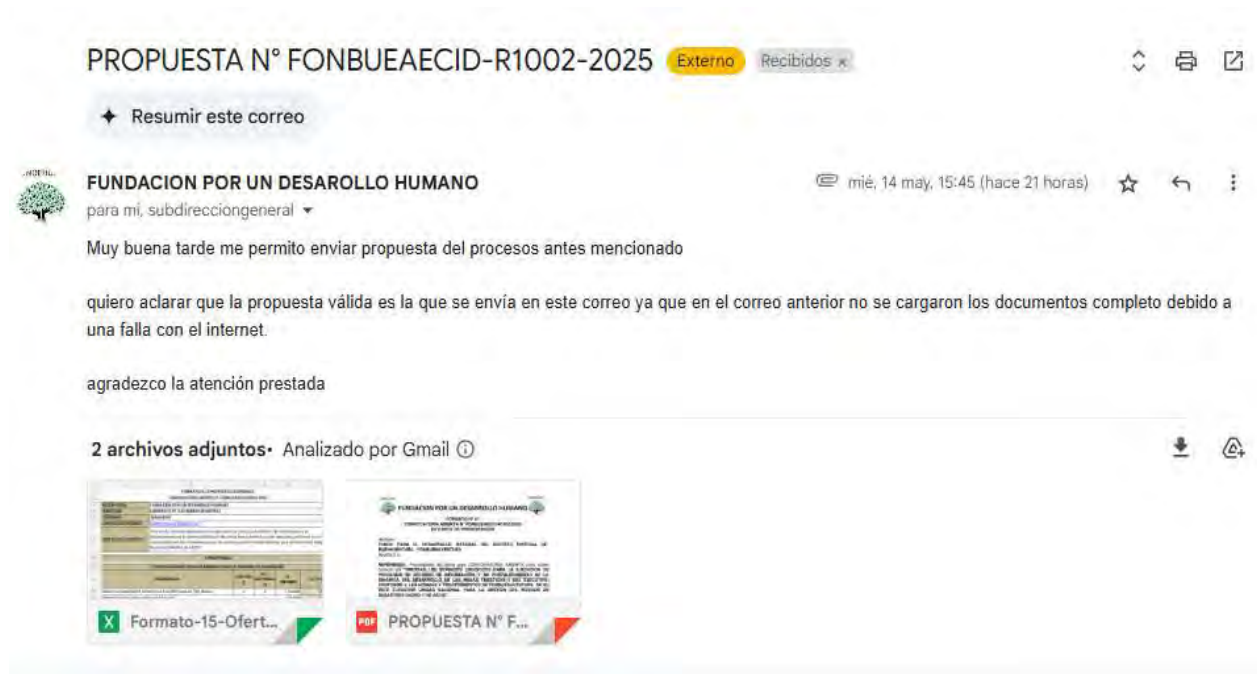 PROPUESTA N° FONBUEAECID-R1002-2025 Externo Recibidos x
Resumir este correo
FUNDACION POR UN DESAROLLO HUMANO
mié, 14 may, 15:45 (hace 21 horas)
para mí, subdirecciongeneral
Muy buena tarde me permito enviar propuesta del procesos antes mencionado
quiero aclarar que la propuesta válida es la que se envía en este correo ya que en el correo anterior no se cargaron los documentos completo debido a
una falla con el internet.
agradezco la atención prestada
2 archivos adjuntos• Analizado por Gmail
FUNDACION POR UN DESARROLLO HUMANO
X Formato-15-Ofert...
PDF PROPUESTA N° F...